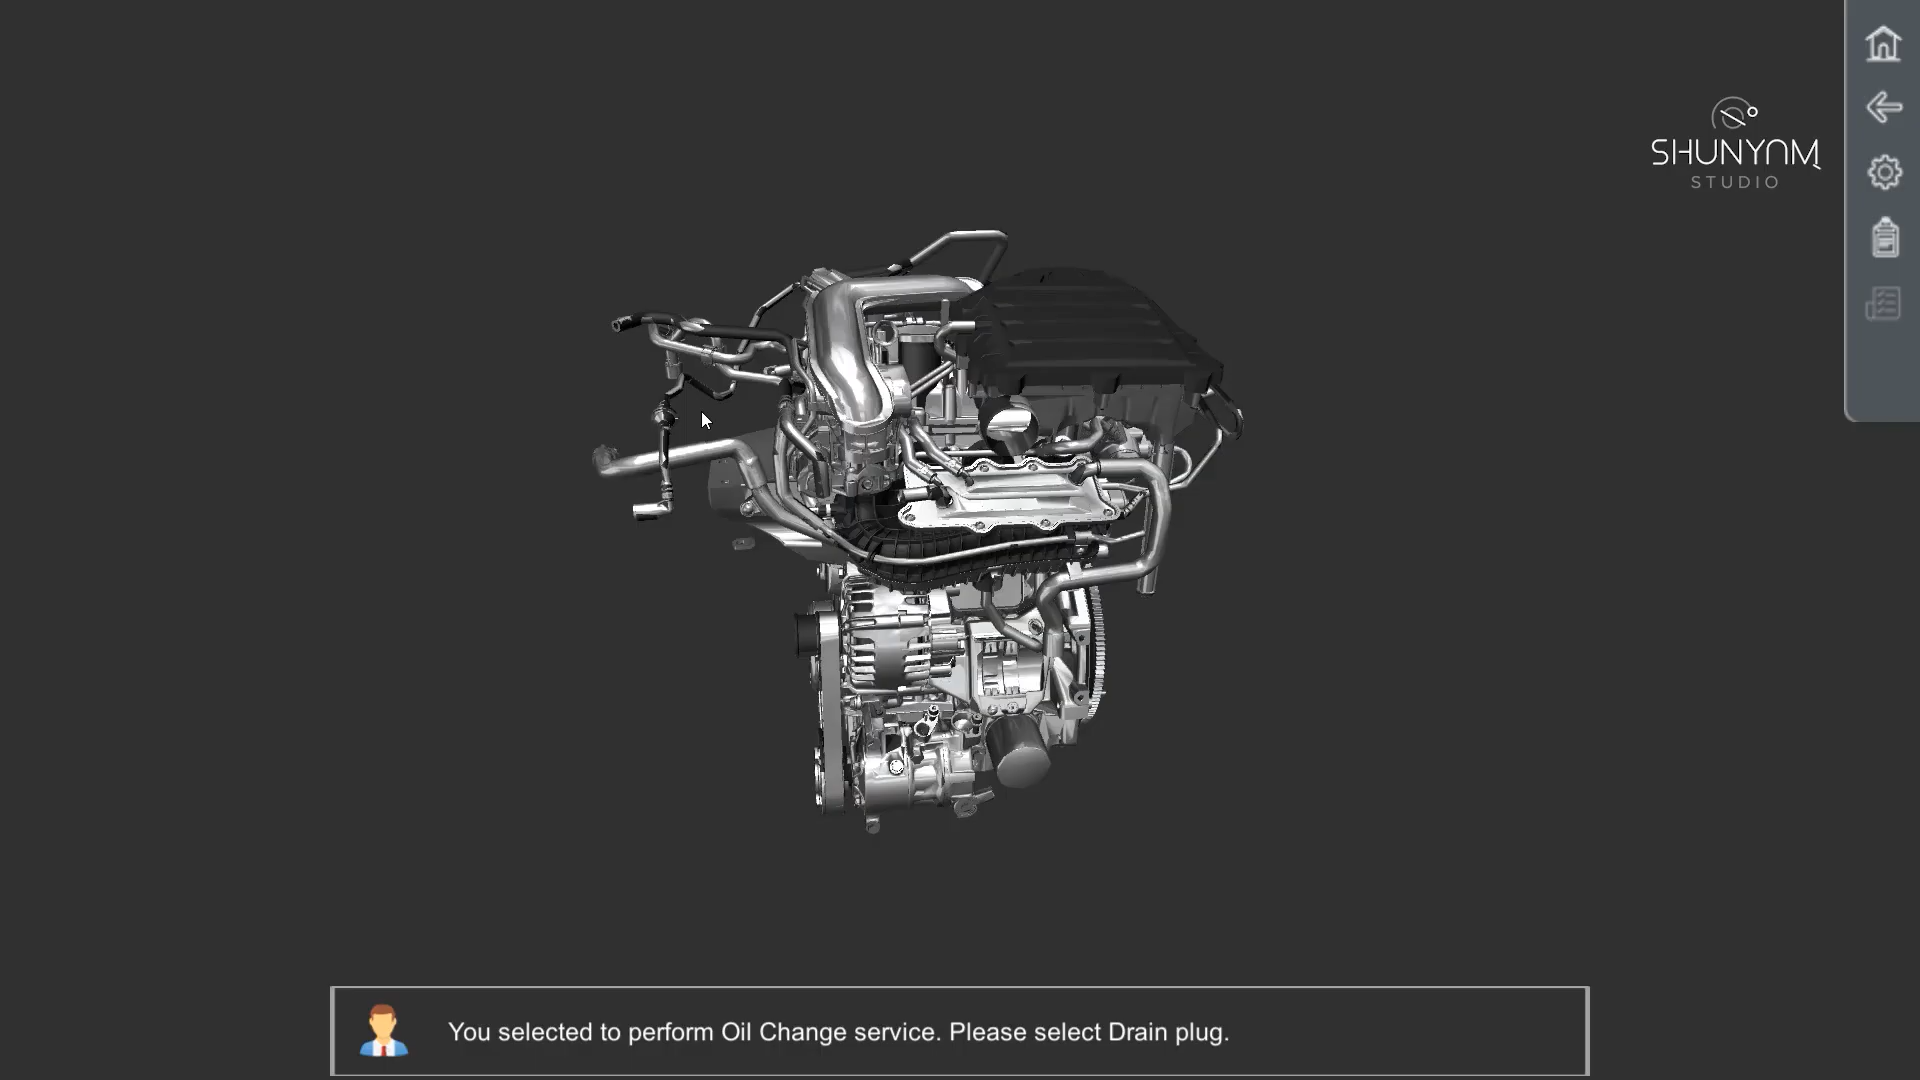 SHUNYAM
STUDIO
You selected to perform Oil Change service. Please select Drain plug.